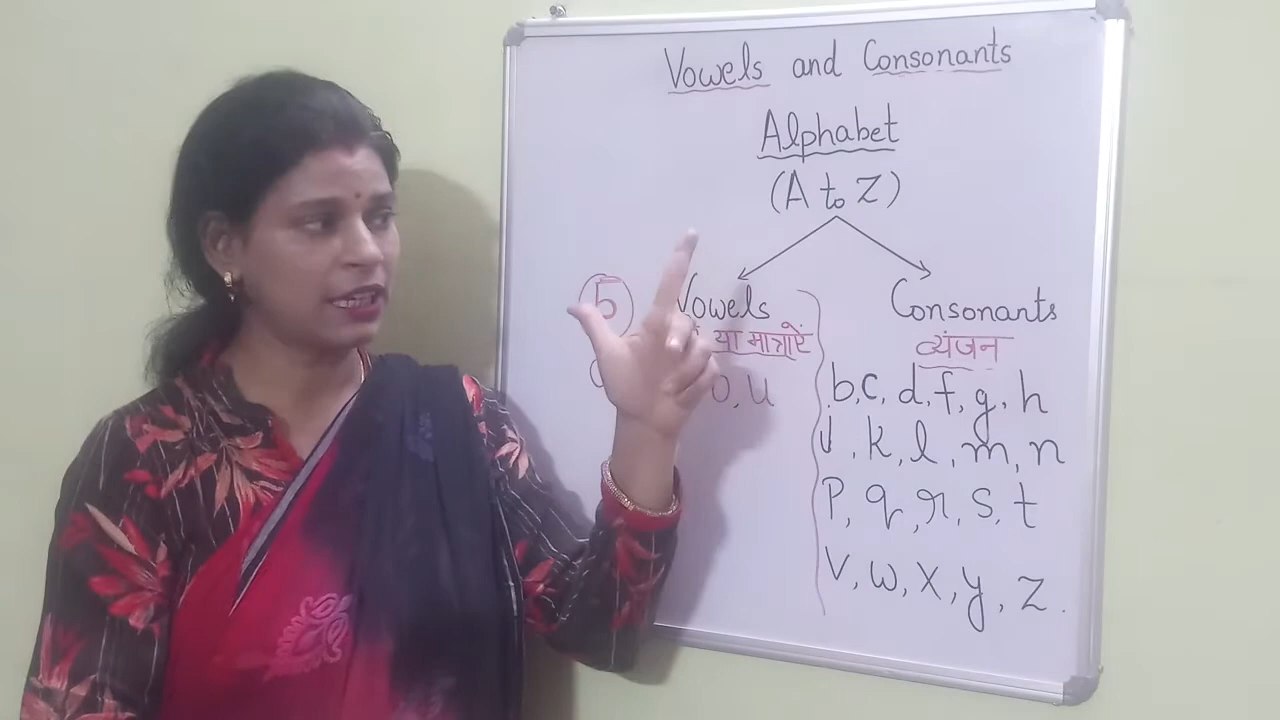 Vowels and Consonants
Alphabet
(A to Z)
5 Vowels
या मात्राऐं
o, u
Consonants
व्यंजन
b, c, d, f, g, h
j, k, l, m, n
p, q, r, s, t
v, w, x, y, z.